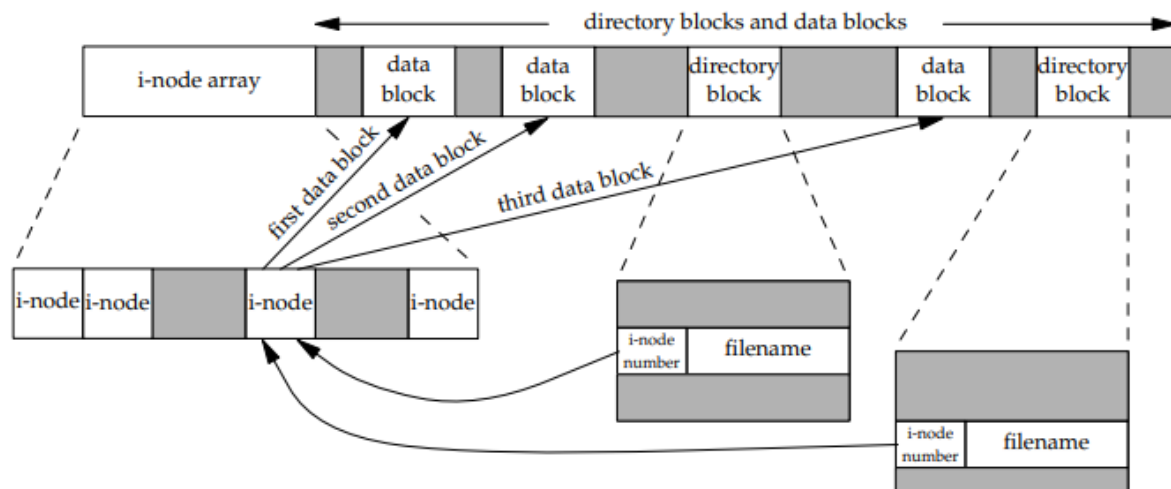 directory blocks and data blocks
i-node array
data
block
data
block
directory
block
data
block
directory
block
first data block
second data block
third data block
i-node
i-node
i-node
i-node
i-node
number
filename
i-node
number
filename